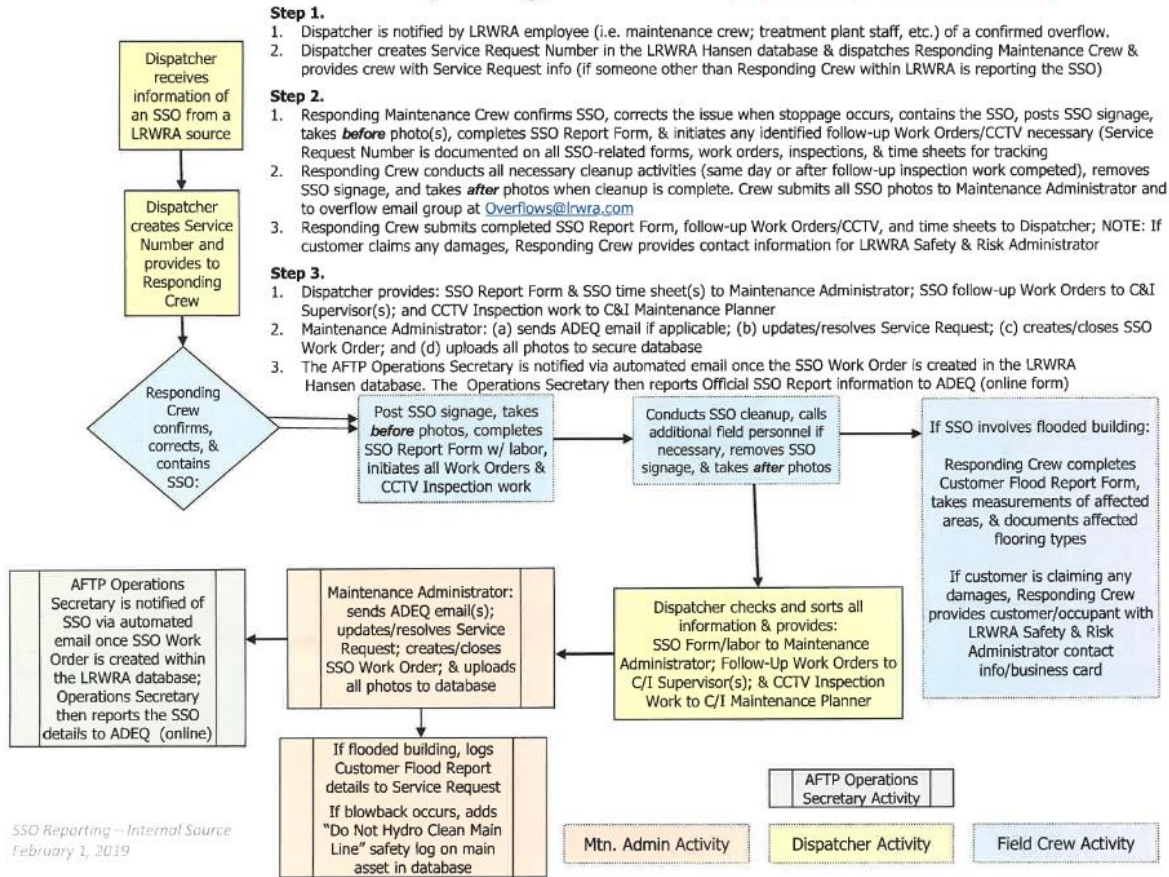 Step 1.
1. Dispatcher is notified by LRWRA employee (i.e. maintenance crew; treatment plant staff, etc.) of a confirmed overflow.
2. Dispatcher creates Service Request Number in the LRWRA Hansen database & dispatches Responding Maintenance Crew &
provides crew with Service Request info (if someone other than Responding Crew within LRWRA is reporting the SSO)
Step 2.
1. Responding Maintenance Crew confirms SSO, corrects the issue when stoppage occurs, contains the SSO, posts SSO signage,
takes before photo(s), completes SSO Report Form, & initiates any identified follow-up Work Orders/CCTV necessary (Service
Request Number is documented on all SSO-related forms, work orders, inspections, & time sheets for tracking
2. Responding Crew conducts all necessary cleanup activities (same day or after follow-up inspection work competed), removes
SSO signage, and takes after photos when cleanup is complete. Crew submits all SSO photos to Maintenance Administrator and
to overflow email group at Overflows@lrwra.com
3. Responding Crew submits completed SSO Report Form, follow-up Work Orders/CCTV, and time sheets to Dispatcher; NOTE: If
customer claims any damages, Responding Crew provides contact information for LRWRA Safety & Risk Administrator
Step 3.
1. Dispatcher provides: SSO Report Form & SSO time sheet(s) to Maintenance Administrator; SSO follow-up Work Orders to C&I
Supervisor(s); and CCTV Inspection work to C&I Maintenance Planner
2. Maintenance Administrator: (a) sends ADEQ email if applicable; (b) updates/resolves Service Request; (c) creates/closes SSO
Work Order; and (d) uploads all photos to secure database
3. The AFTP Operations Secretary is notified via automated email once the SSO Work Order is created in the LRWRA
Hansen database. The Operations Secretary then reports Official SSO Report information to ADEQ (online form)
Dispatcher
receives
information of
an SSO from a
LRWRA source
Dispatcher
creates Service
Number and
provides to
Responding
Crew
Responding
Crew
confirms,
corrects, &
contains
SSO:
Post SSO signage, takes
before photos, completes
SSO Report Form w/ labor,
initiates all Work Orders &
CCTV Inspection work
Conducts SSO cleanup, calls
additional field personnel if
necessary, removes SSO
signage, & takes after photos
If SSO involves flooded building:
Responding Crew completes
Customer Flood Report Form,
takes measurements of affected
areas, & documents affected
flooring types
If customer is claiming any
damages, Responding Crew
provides customer/occupant with
LRWRA Safety & Risk
Administrator contact
info/business card
Dispatcher checks and sorts all
information & provides:
SSO Form/labor to Maintenance
Administrator; Follow-Up Work Orders to
C/I Supervisor(s); & CCTV Inspection
Work to C/I Maintenance Planner
Maintenance Administrator:
sends ADEQ email(s);
updates/resolves Service
Request; creates/closes
SSO Work Order; & uploads
all photos to database
AFTP Operations
Secretary is notified of
SSO via automated
email once SSO Work
Order is created within
the LRWRA database;
Operations Secretary
then reports the SSO
details to ADEQ (online)
If flooded building, logs
Customer Flood Report
details to Service Request
If blowback occurs, adds
"Do Not Hydro Clean Main
Line" safety log on main
asset in database
AFTP Operations
Secretary Activity
Mtn. Admin Activity
Dispatcher Activity
Field Crew Activity
SSO Reporting – Internal Source
February 1, 2019